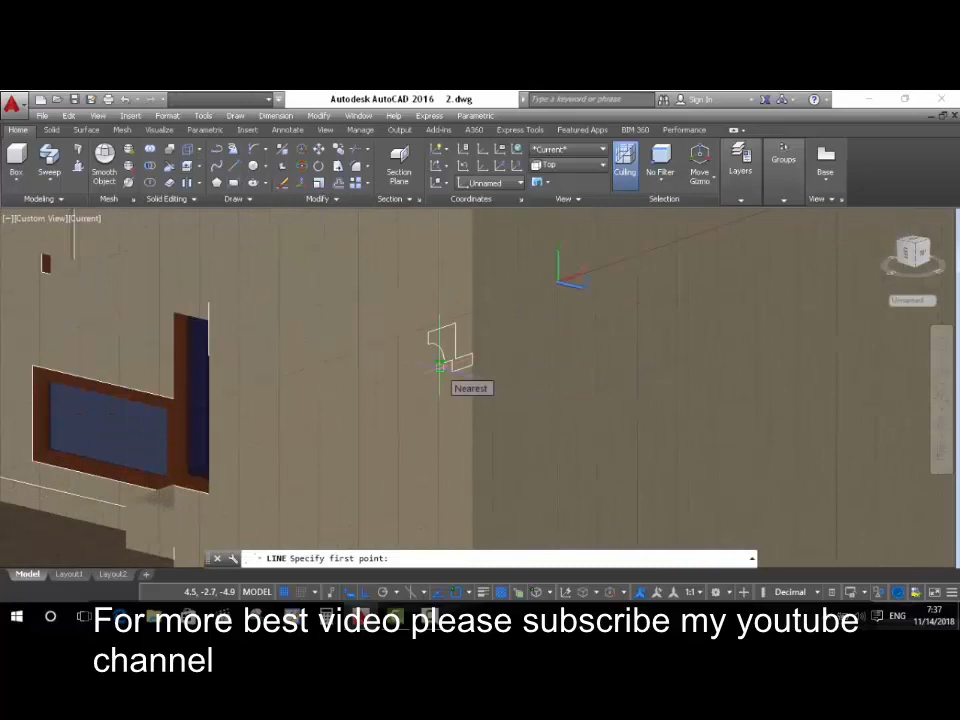 Autodesk AutoCAD 2016 2.dwg
Type a keyword or phrase
Sign In
File Edit View Insert Format Tools Draw Dimension Modify Window Help Express Parametric
Home Solid Surface Mesh Visualize Parametric Insert Annotate View Manage Output Add-ins A360 Express Tools Featured Apps BIM 360 Performance
*Current*
Top
Unnamed
Box Sweep Smooth Object Section Plane Culling No Filter Move Gizmo Layers Groups Base
Modeling Mesh Solid Editing Draw Modify Section Coordinates View Selection View
[−][Custom View][Current]
Unnamed
Nearest
LINE Specify first point:
Model Layout1 Layout2 +
4.5, -2.7, -4.9 MODEL 1:1 Decimal
ENG 7:37
11/14/2018
For more best video please subscribe my youtube
channel